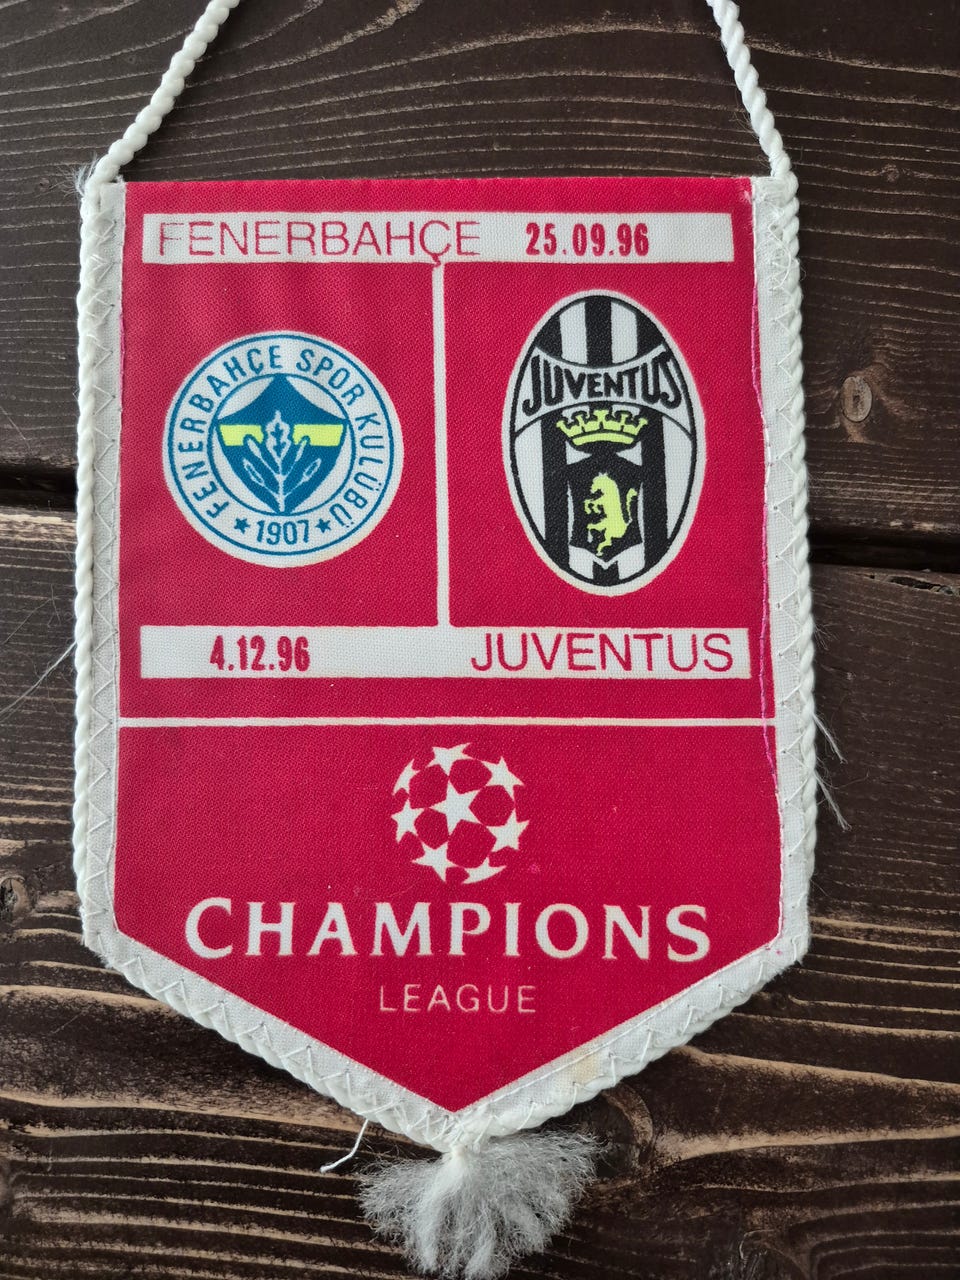 FENERBAHÇE 25.09.96
FENERBAHÇE SPOR KULÜBÜ
★ 1907 ★
JUVENTUS
4.12.96 JUVENTUS
CHAMPIONS
LEAGUE